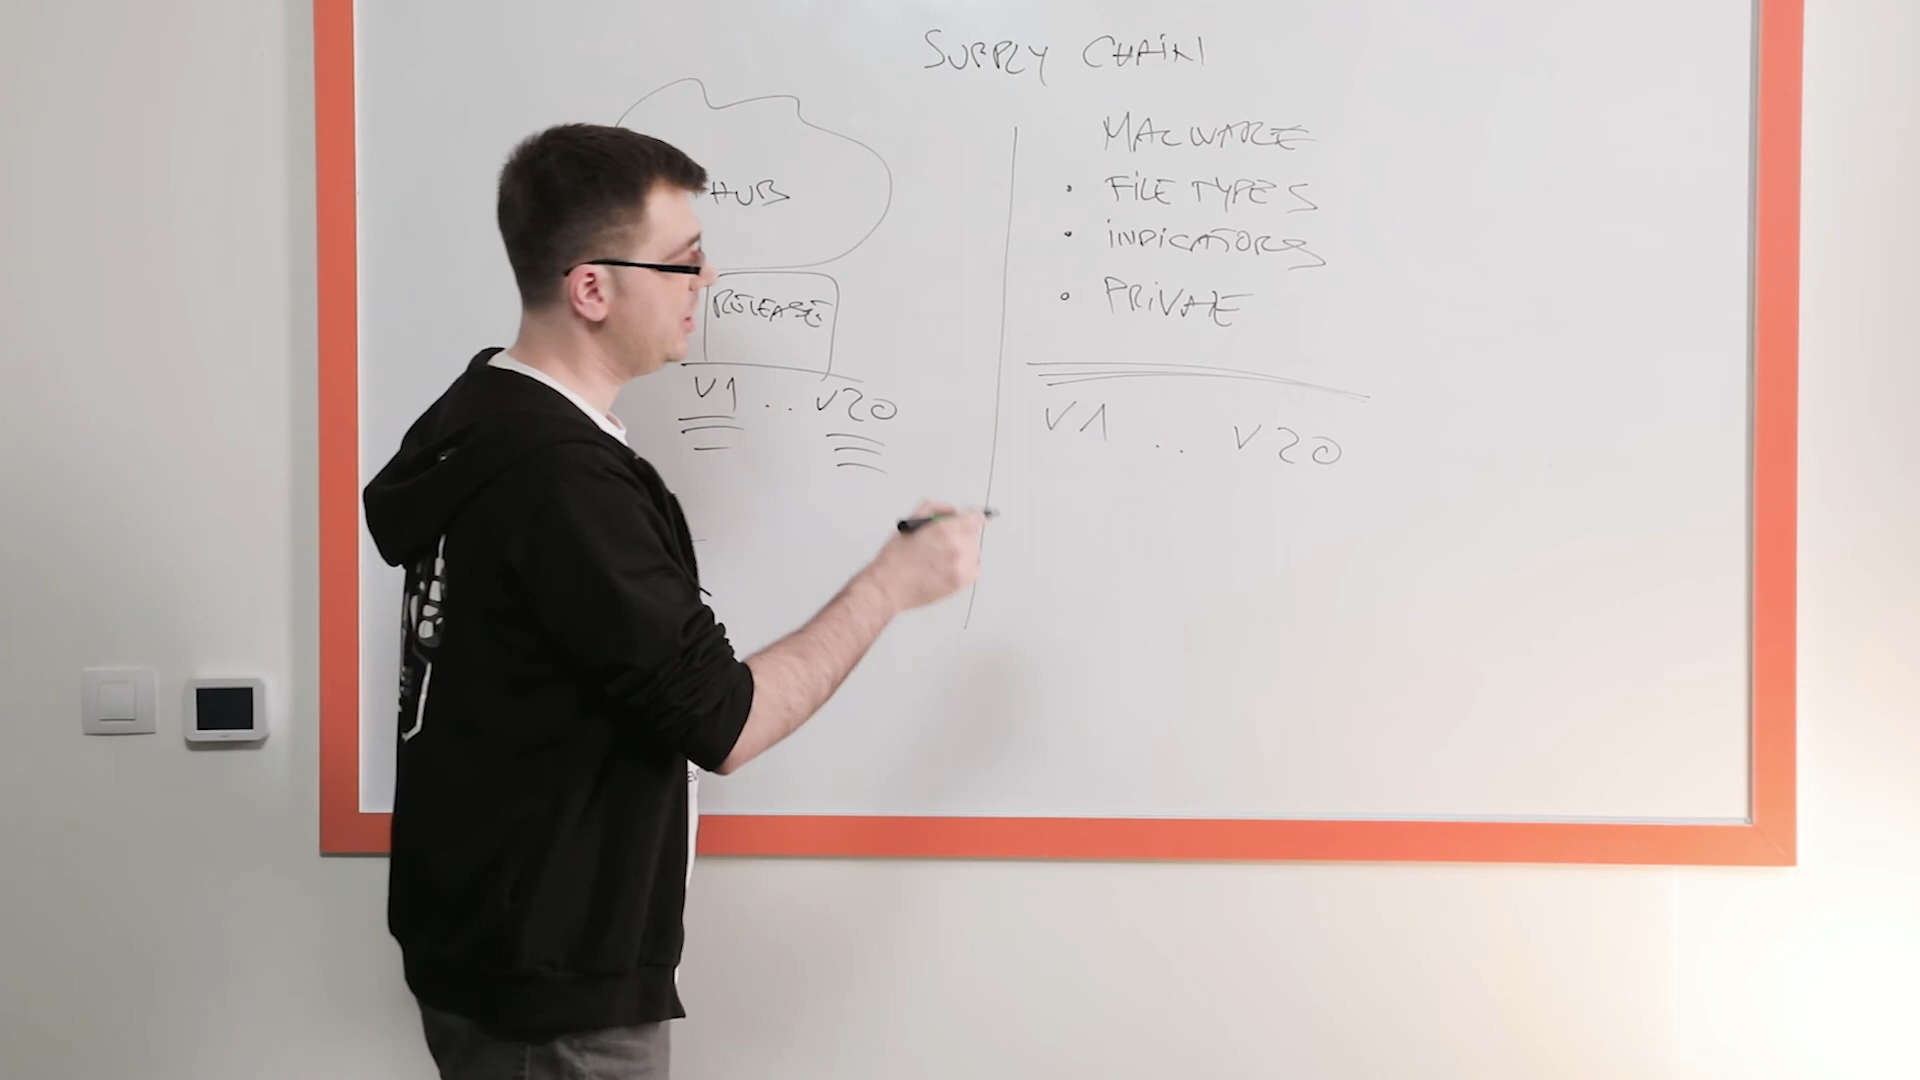 SUPPLY CHAIN
HUB
RELEASE
V1 .. V20
MALWARE
• FILE TYPES
• INDICATORS
• PRIVATE
V1 .. V20